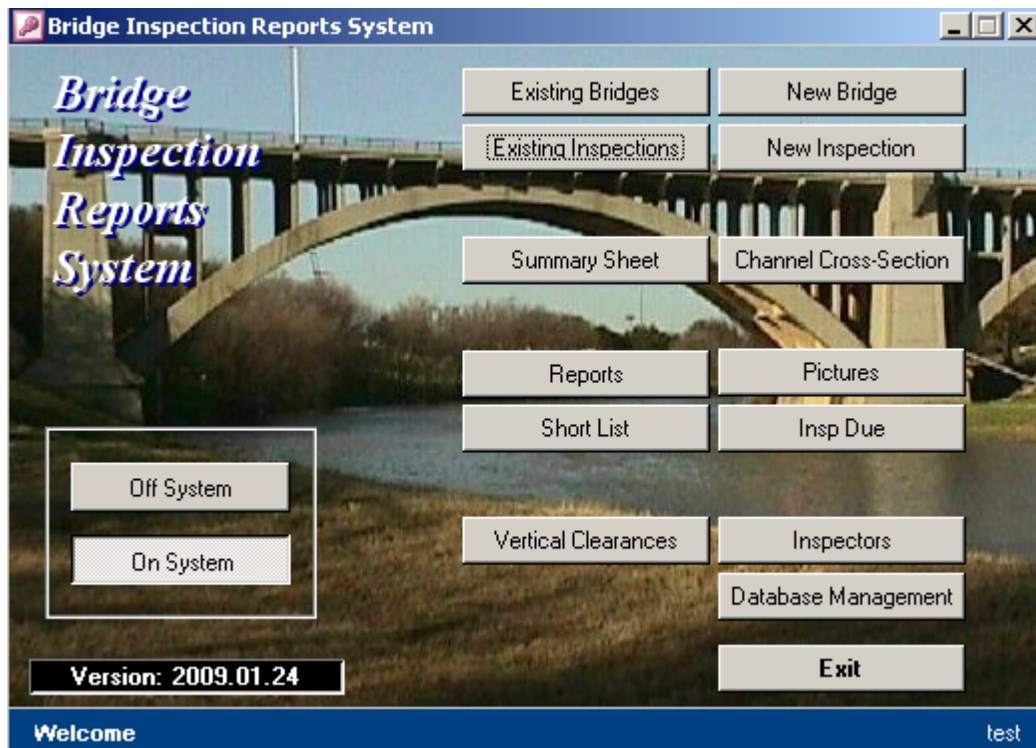 Bridge Inspection Reports System
Bridge
Inspection
Reports
System
Existing Bridges
New Bridge
Existing Inspections
New Inspection
Summary Sheet
Channel Cross-Section
Reports
Pictures
Short List
Insp Due
Off System
On System
Vertical Clearances
Inspectors
Database Management
Exit
Version: 2009.01.24
Welcome
test